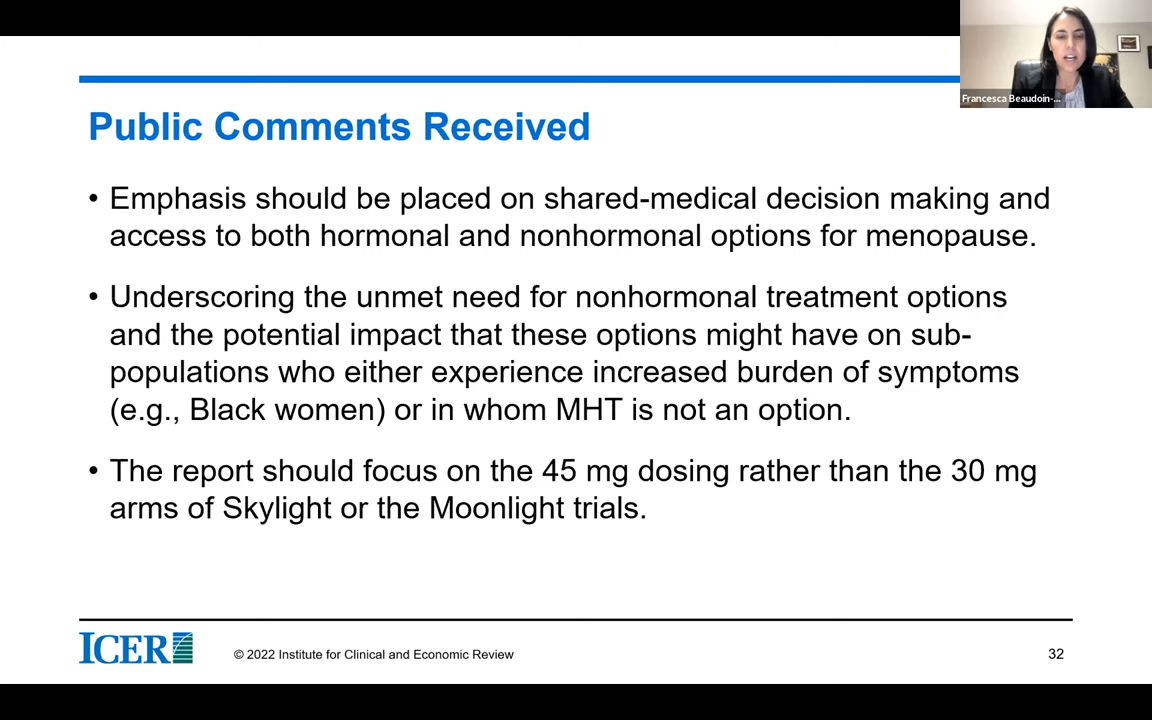 Francesca Beaudoin-...
Public Comments Received
• Emphasis should be placed on shared-medical decision making and
access to both hormonal and nonhormonal options for menopause.
• Underscoring the unmet need for nonhormonal treatment options
and the potential impact that these options might have on sub-
populations who either experience increased burden of symptoms
(e.g., Black women) or in whom MHT is not an option.
• The report should focus on the 45 mg dosing rather than the 30 mg
arms of Skylight or the Moonlight trials.
ICER
© 2022 Institute for Clinical and Economic Review
32